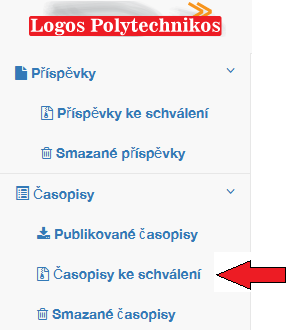 Logos Polytechnikos
Příspěvky
Příspěvky ke schválení
Smazané příspěvky
Časopisy
Publikované časopisy
Časopisy ke schválení
Smazané časopisy